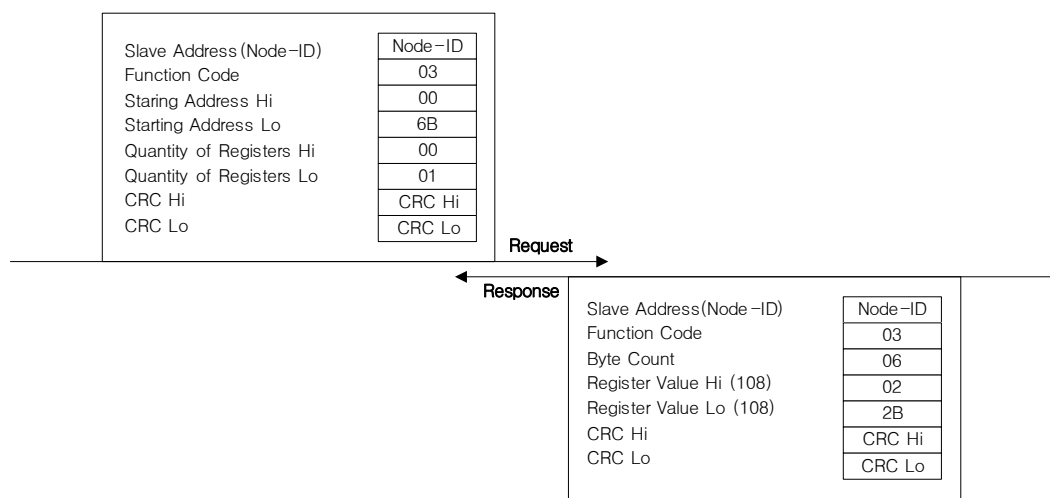 Slave Address(Node-ID) Node-ID
Function Code 03
Staring Address Hi 00
Starting Address Lo 6B
Quantity of Registers Hi 00
Quantity of Registers Lo 01
CRC Hi CRC Hi
CRC Lo CRC Lo
Request
Response
Slave Address(Node-ID) Node-ID
Function Code 03
Byte Count 06
Register Value Hi (108) 02
Register Value Lo (108) 2B
CRC Hi CRC Hi
CRC Lo CRC Lo